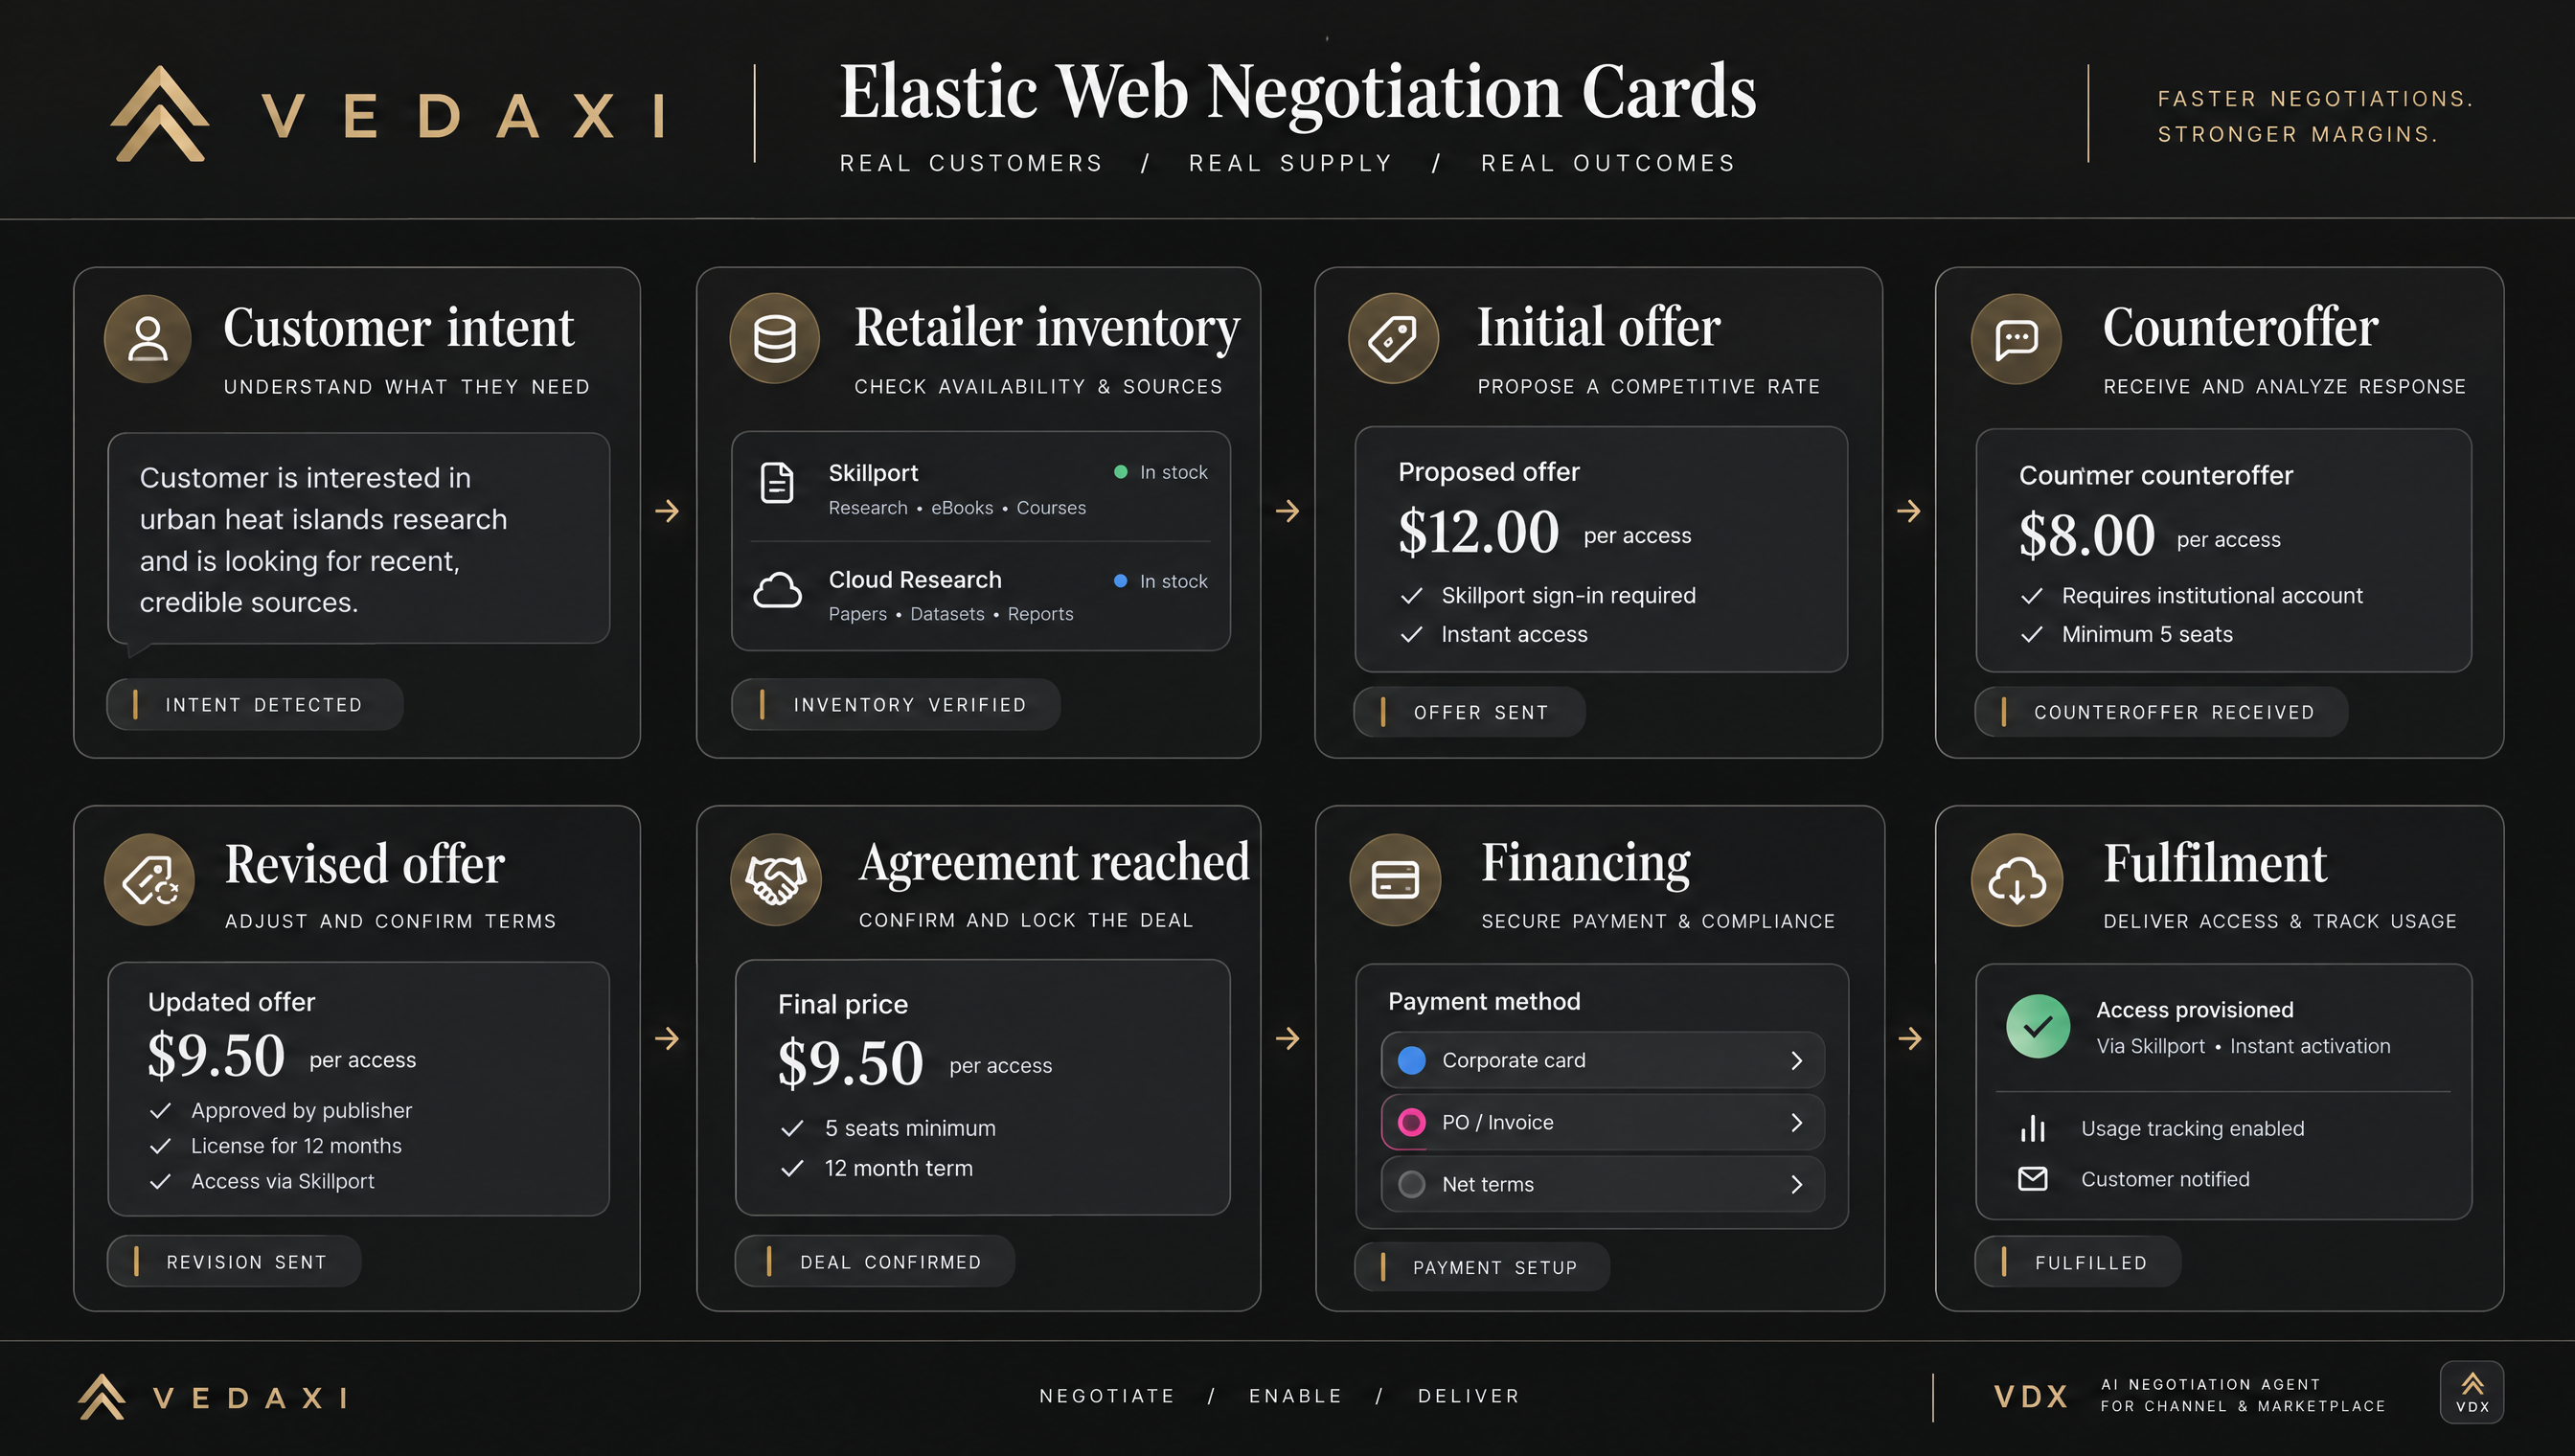 VEDAXI
Elastic Web Negotiation Cards
REAL CUSTOMERS / REAL SUPPLY / REAL OUTCOMES
FASTER NEGOTIATIONS.
STRONGER MARGINS.
Customer intent
UNDERSTAND WHAT THEY NEED
Customer is interested in
urban heat islands research
and is looking for recent,
credible sources.
INTENT DETECTED
Retailer inventory
CHECK AVAILABILITY & SOURCES
Skillport
In stock
Research • eBooks • Courses
Cloud Research
In stock
Papers • Datasets • Reports
INVENTORY VERIFIED
Initial offer
PROPOSE A COMPETITIVE RATE
Proposed offer
$12.00 per access
Skillport sign-in required
Instant access
OFFER SENT
Counteroffer
RECEIVE AND ANALYZE RESPONSE
counteroffer
$8.00 per access
Requires institutional account
Minimum 5 seats
COUNTEROFFER RECEIVED
Revised offer
ADJUST AND CONFIRM TERMS
Updated offer
$9.50 per access
Approved by publisher
License for 12 months
Access via Skillport
REVISION SENT
Agreement reached
CONFIRM AND LOCK THE DEAL
Final price
$9.50 per access
5 seats minimum
12 month term
DEAL CONFIRMED
Financing
SECURE PAYMENT & COMPLIANCE
Payment method
Corporate card
PO / Invoice
Net terms
PAYMENT SETUP
Fulfilment
DELIVER ACCESS & TRACK USAGE
Access provisioned
Via Skillport • Instant activation
Usage tracking enabled
Customer notified
FULFILLED
VEDAXI
NEGOTIATE / ENABLE / DELIVER
VDX
AI NEGOTIATION AGENT
FOR CHANNEL & MARKETPLACE
VDX